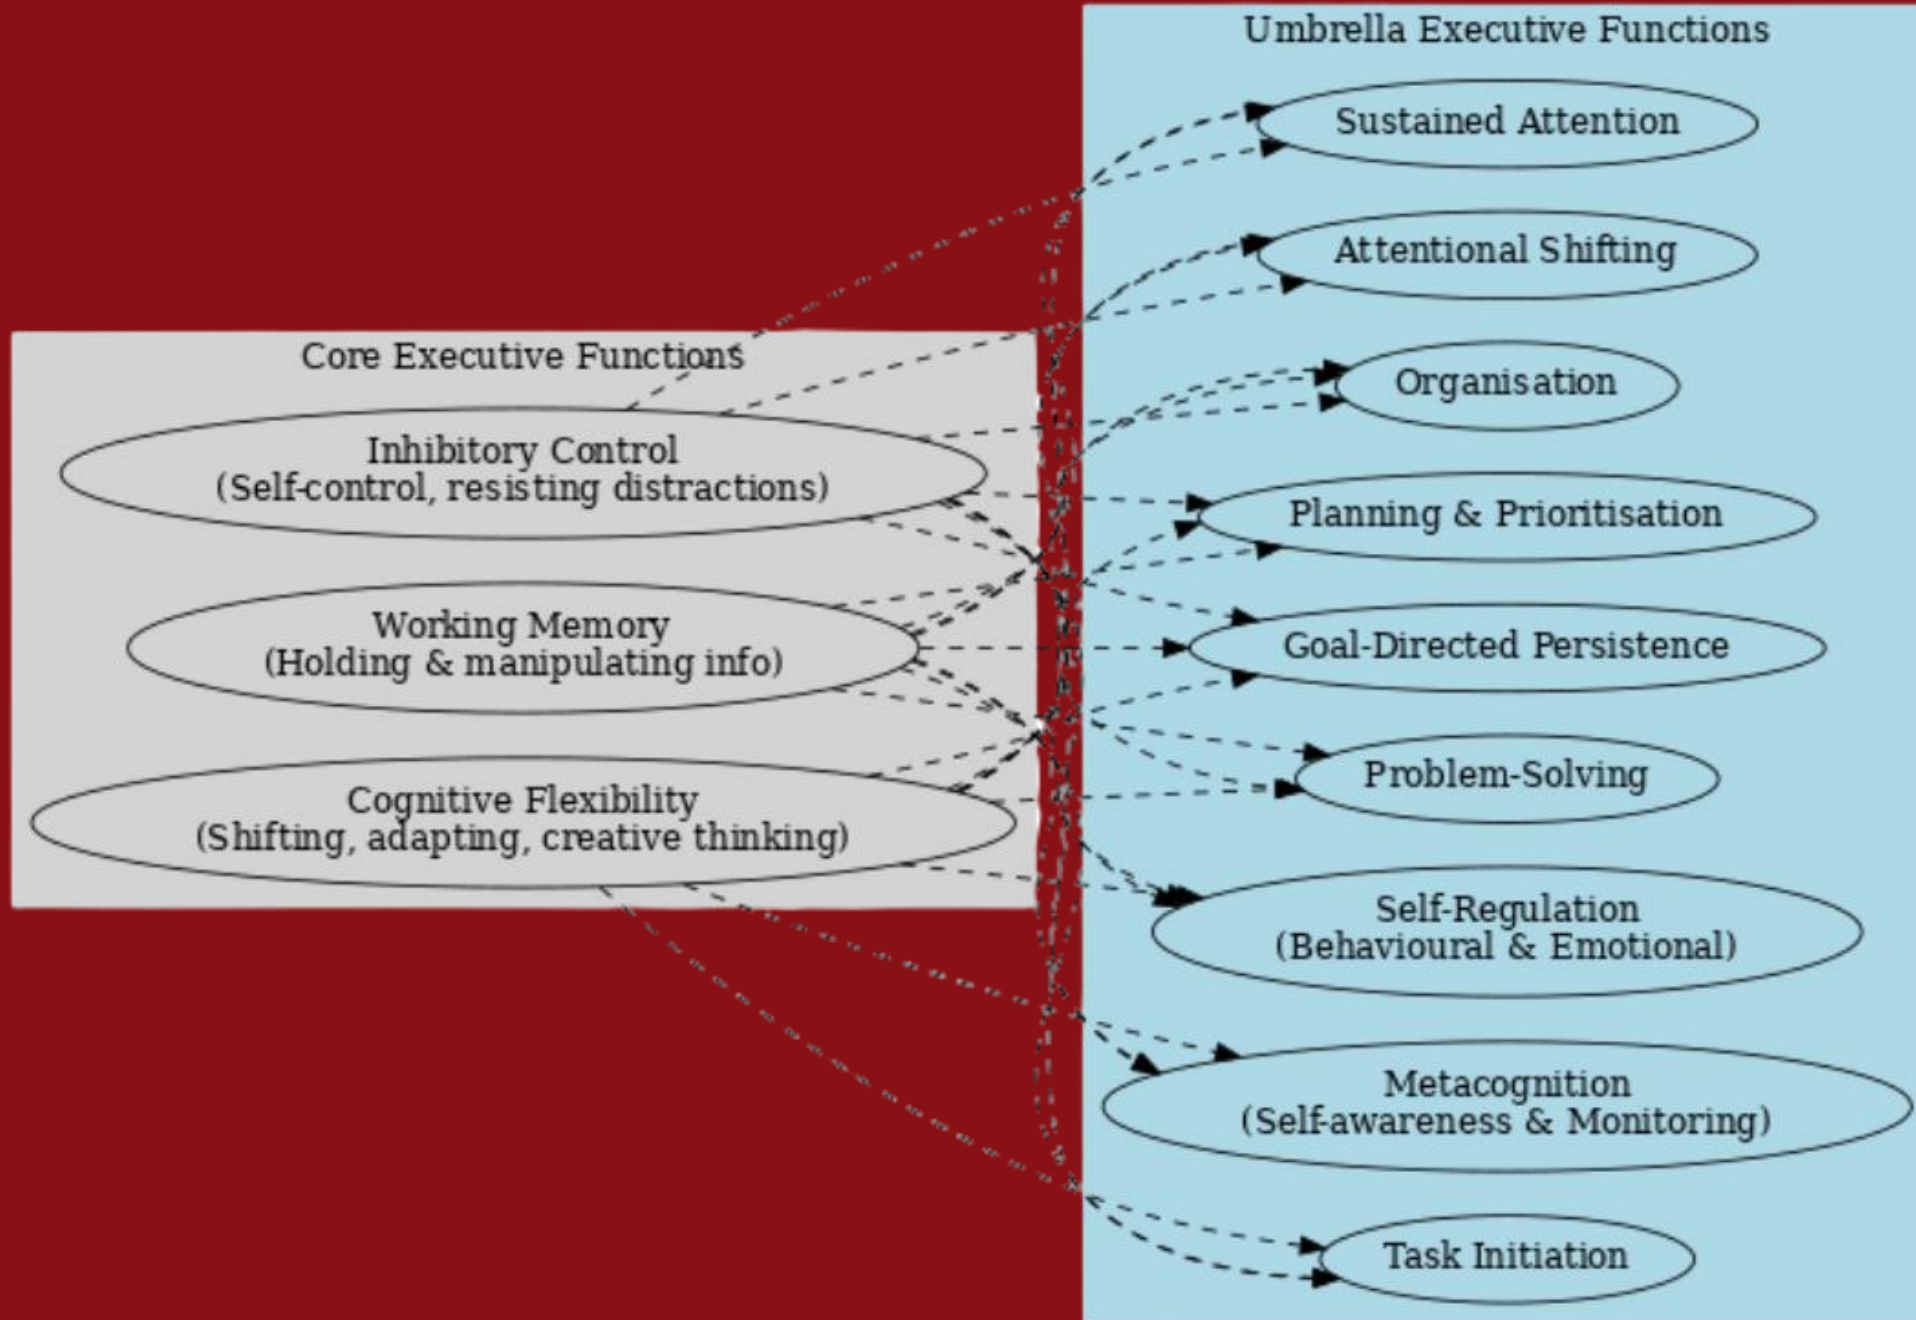 Umbrella Executive Functions
Sustained Attention
Attentional Shifting
Core Executive Functions
Organisation
Inhibitory Control
(Self-control, resisting distractions)
Planning & Prioritisation
Working Memory
(Holding & manipulating info)
Goal-Directed Persistence
Cognitive Flexibility
(Shifting, adapting, creative thinking)
Problem-Solving
Self-Regulation
(Behavioural & Emotional)
Metacognition
(Self-awareness & Monitoring)
Task Initiation